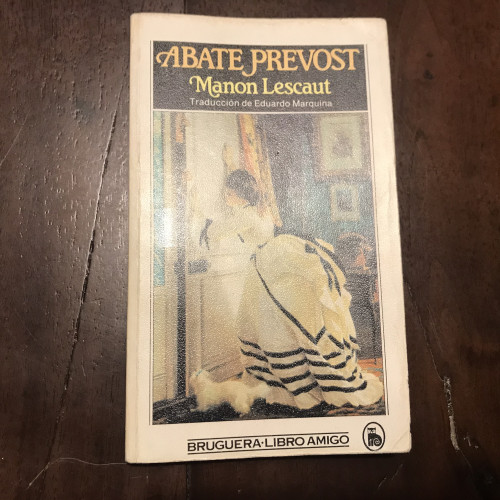 ABATE PREVOST
Manon Lescaut
Traducción de Eduardo Marquina
BRUGUERA·LIBRO AMIGO